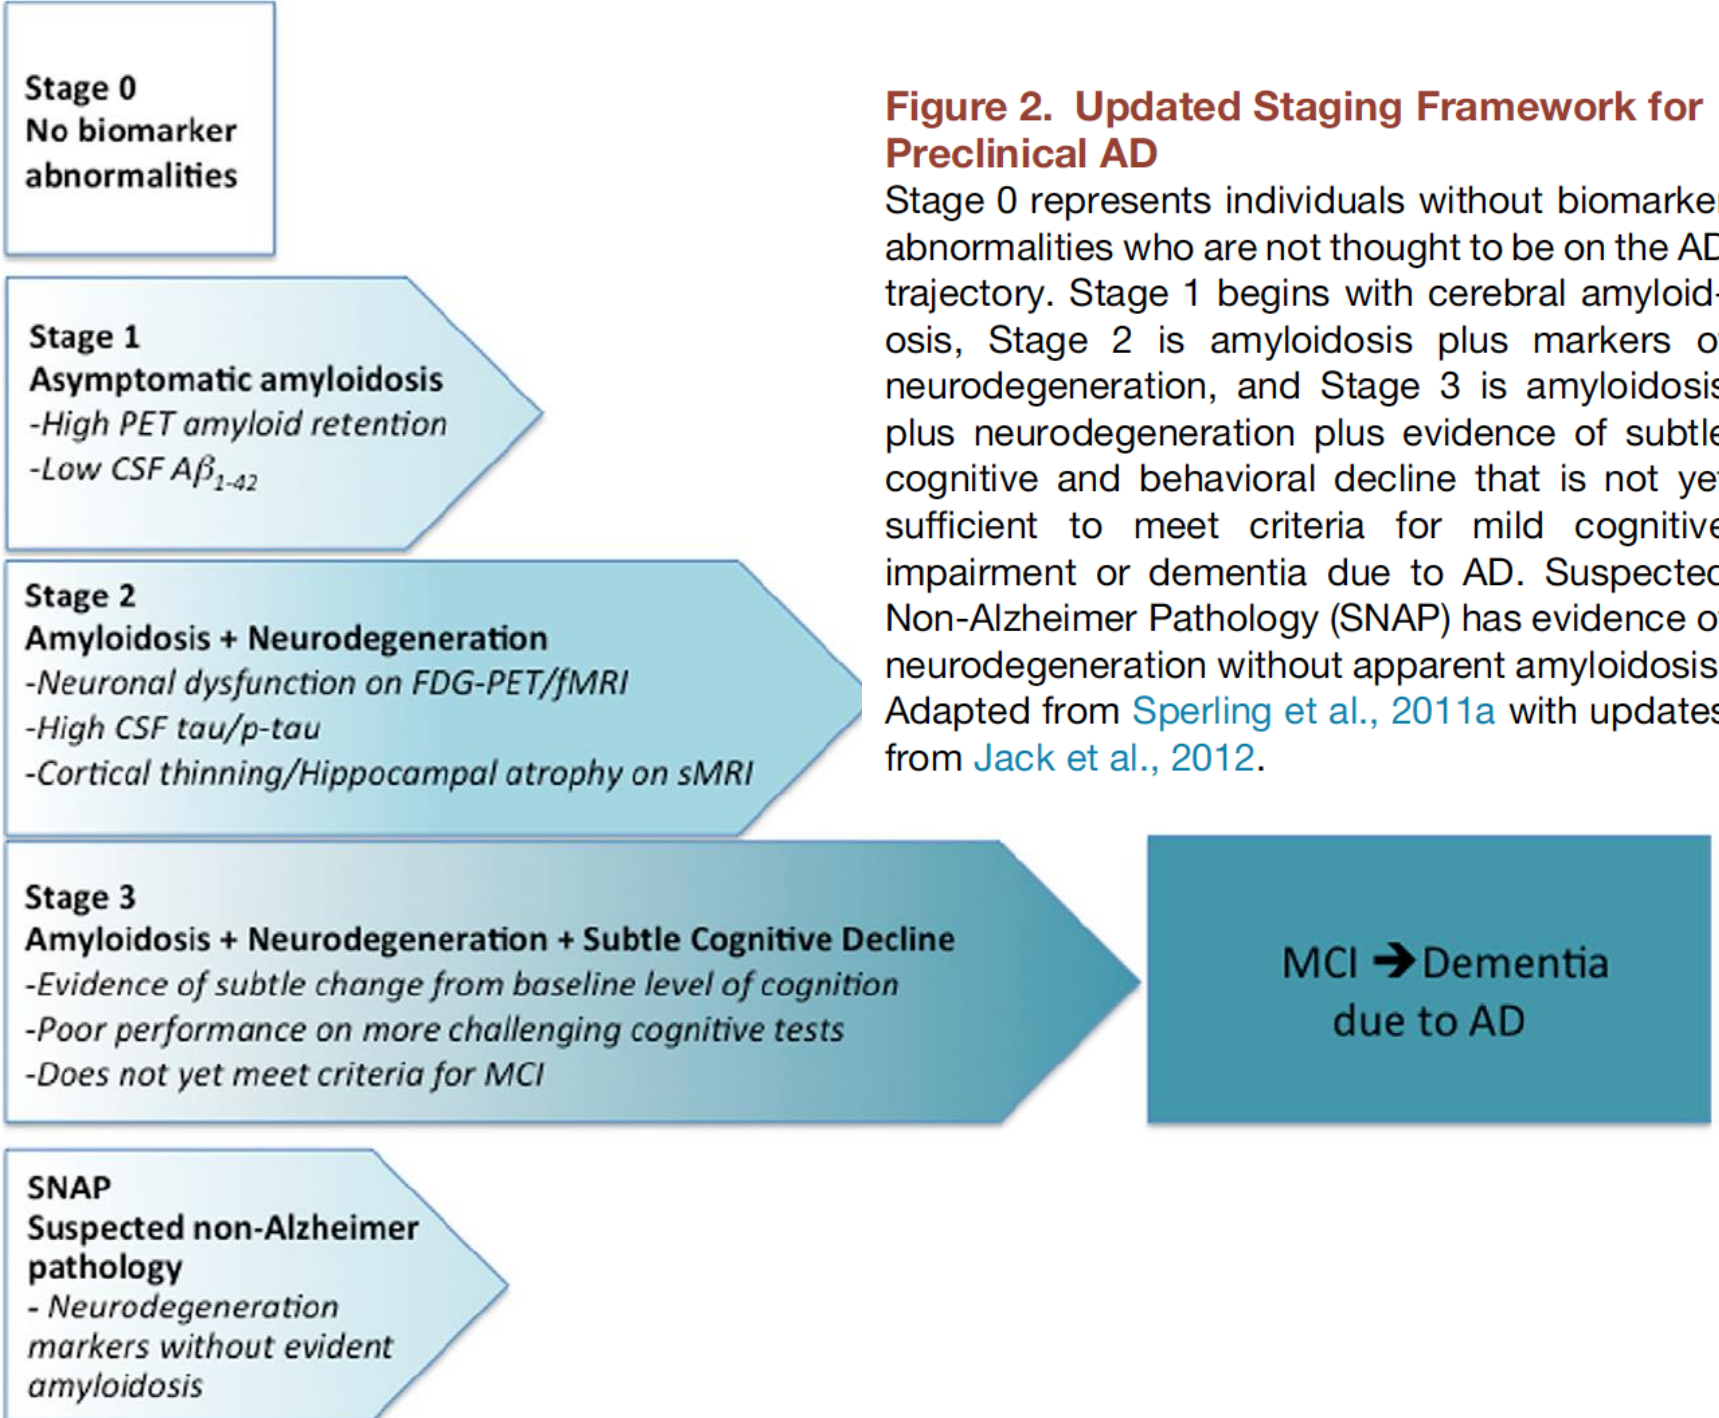 Stage 0
No biomarker
abnormalities
Figure 2. Updated Staging Framework for
Preclinical AD
Stage 0 represents individuals without biomarker
abnormalities who are not thought to be on the AD
trajectory. Stage 1 begins with cerebral amyloid-
osis, Stage 2 is amyloidosis plus markers of
neurodegeneration, and Stage 3 is amyloidosis
plus neurodegeneration plus evidence of subtle
cognitive and behavioral decline that is not yet
sufficient to meet criteria for mild cognitive
impairment or dementia due to AD. Suspected
Non-Alzheimer Pathology (SNAP) has evidence of
neurodegeneration without apparent amyloidosis
Adapted from Sperling et al., 2011a with updates
from Jack et al., 2012.
Stage 1
Asymptomatic amyloidosis
-High PET amyloid retention
-Low CSF Aβ1-42
Stage 2
Amyloidosis + Neurodegeneration
-Neuronal dysfunction on FDG-PET/fMRI
-High CSF tau/p-tau
-Cortical thinning/Hippocampal atrophy on sMRI
Stage 3
Amyloidosis + Neurodegeneration + Subtle Cognitive Decline
-Evidence of subtle change from baseline level of cognition
-Poor performance on more challenging cognitive tests
-Does not yet meet criteria for MCI
MCI ➔ Dementia
due to AD
SNAP
Suspected non-Alzheimer
pathology
- Neurodegeneration
markers without evident
amyloidosis